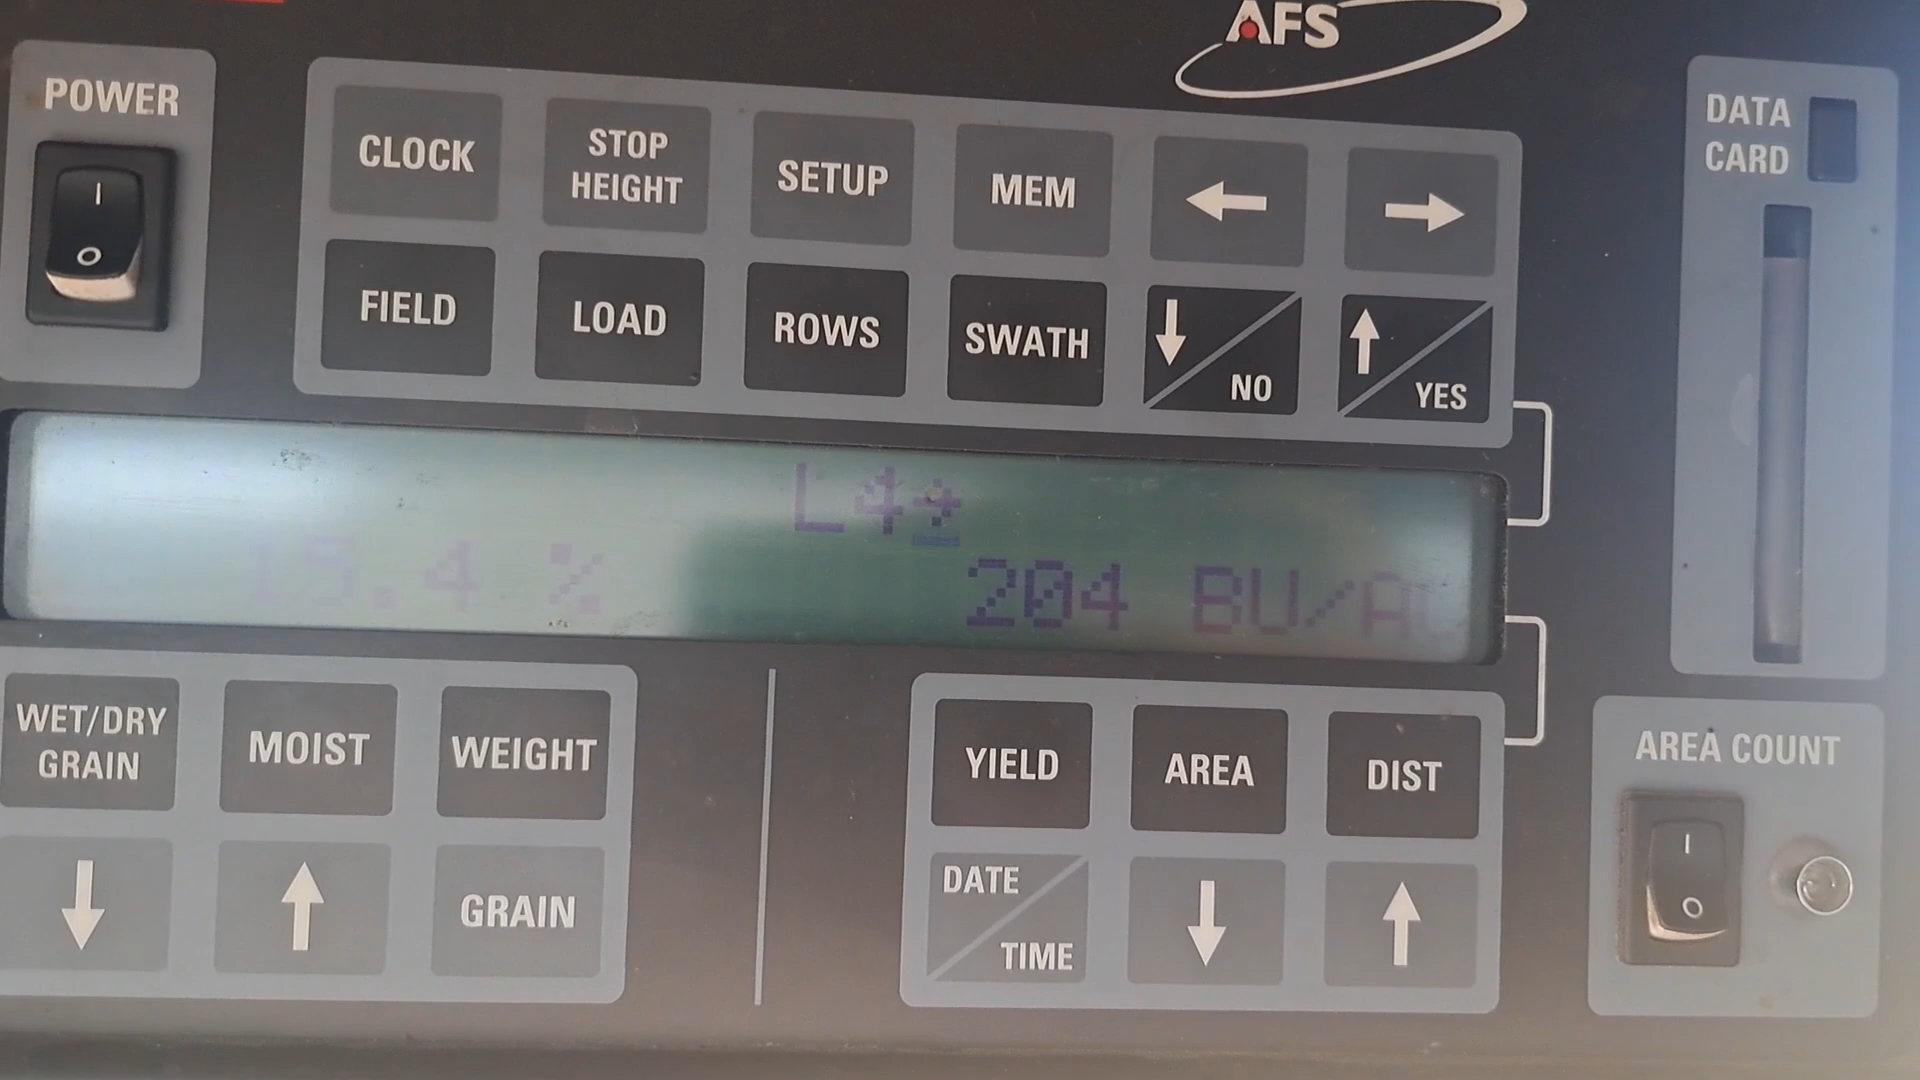 AFS
POWER
DATA
CARD
CLOCK
STOP
HEIGHT
SETUP
MEM
← →
FIELD
LOAD
ROWS
SWATH
↓ NO
↑ YES
L4→
15.4 % 204 BU/A
WET/DRY
GRAIN
MOIST
WEIGHT
YIELD
AREA
DIST
AREA COUNT
↓ ↑
GRAIN
DATE
TIME
↓ ↑